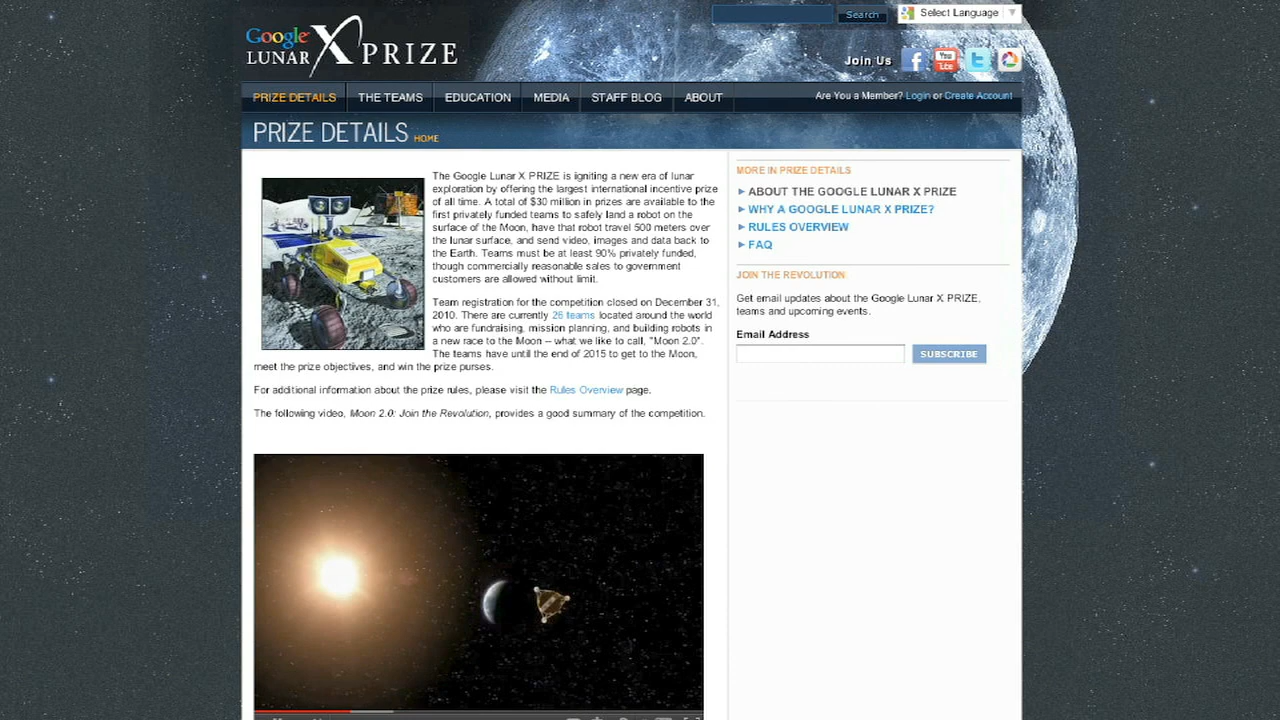 Search
Select Language
Google
LUNAR X PRIZE
Join Us
You
PRIZE DETAILS THE TEAMS EDUCATION MEDIA STAFF BLOG ABOUT
Are You a Member? Login or Create Account
PRIZE DETAILS HOME
The Google Lunar X PRIZE is igniting a new era of lunar
exploration by offering the largest international incentive prize
of all time. A total of $30 million in prizes are available to the
first privately funded teams to safely land a robot on the
surface of the Moon, have that robot travel 500 meters over
the lunar surface, and send video, images and data back to
the Earth. Teams must be at least 90% privately funded,
though commercially reasonable sales to government
customers are allowed without limit.
Team registration for the competition closed on December 31,
2010. There are currently 26 teams located around the world
who are fundraising, mission planning, and building robots in
a new race to the Moon – what we like to call, "Moon 2.0".
The teams have until the end of 2015 to get to the Moon,
meet the prize objectives, and win the prize purses.
For additional information about the prize rules, please visit the Rules Overview page.
The following video, Moon 2.0: Join the Revolution, provides a good summary of the competition.
MORE IN PRIZE DETAILS
ABOUT THE GOOGLE LUNAR X PRIZE
WHY A GOOGLE LUNAR X PRIZE?
RULES OVERVIEW
FAQ
JOIN THE REVOLUTION
Get email updates about the Google Lunar X PRIZE,
teams and upcoming events.
Email Address
SUBSCRIBE